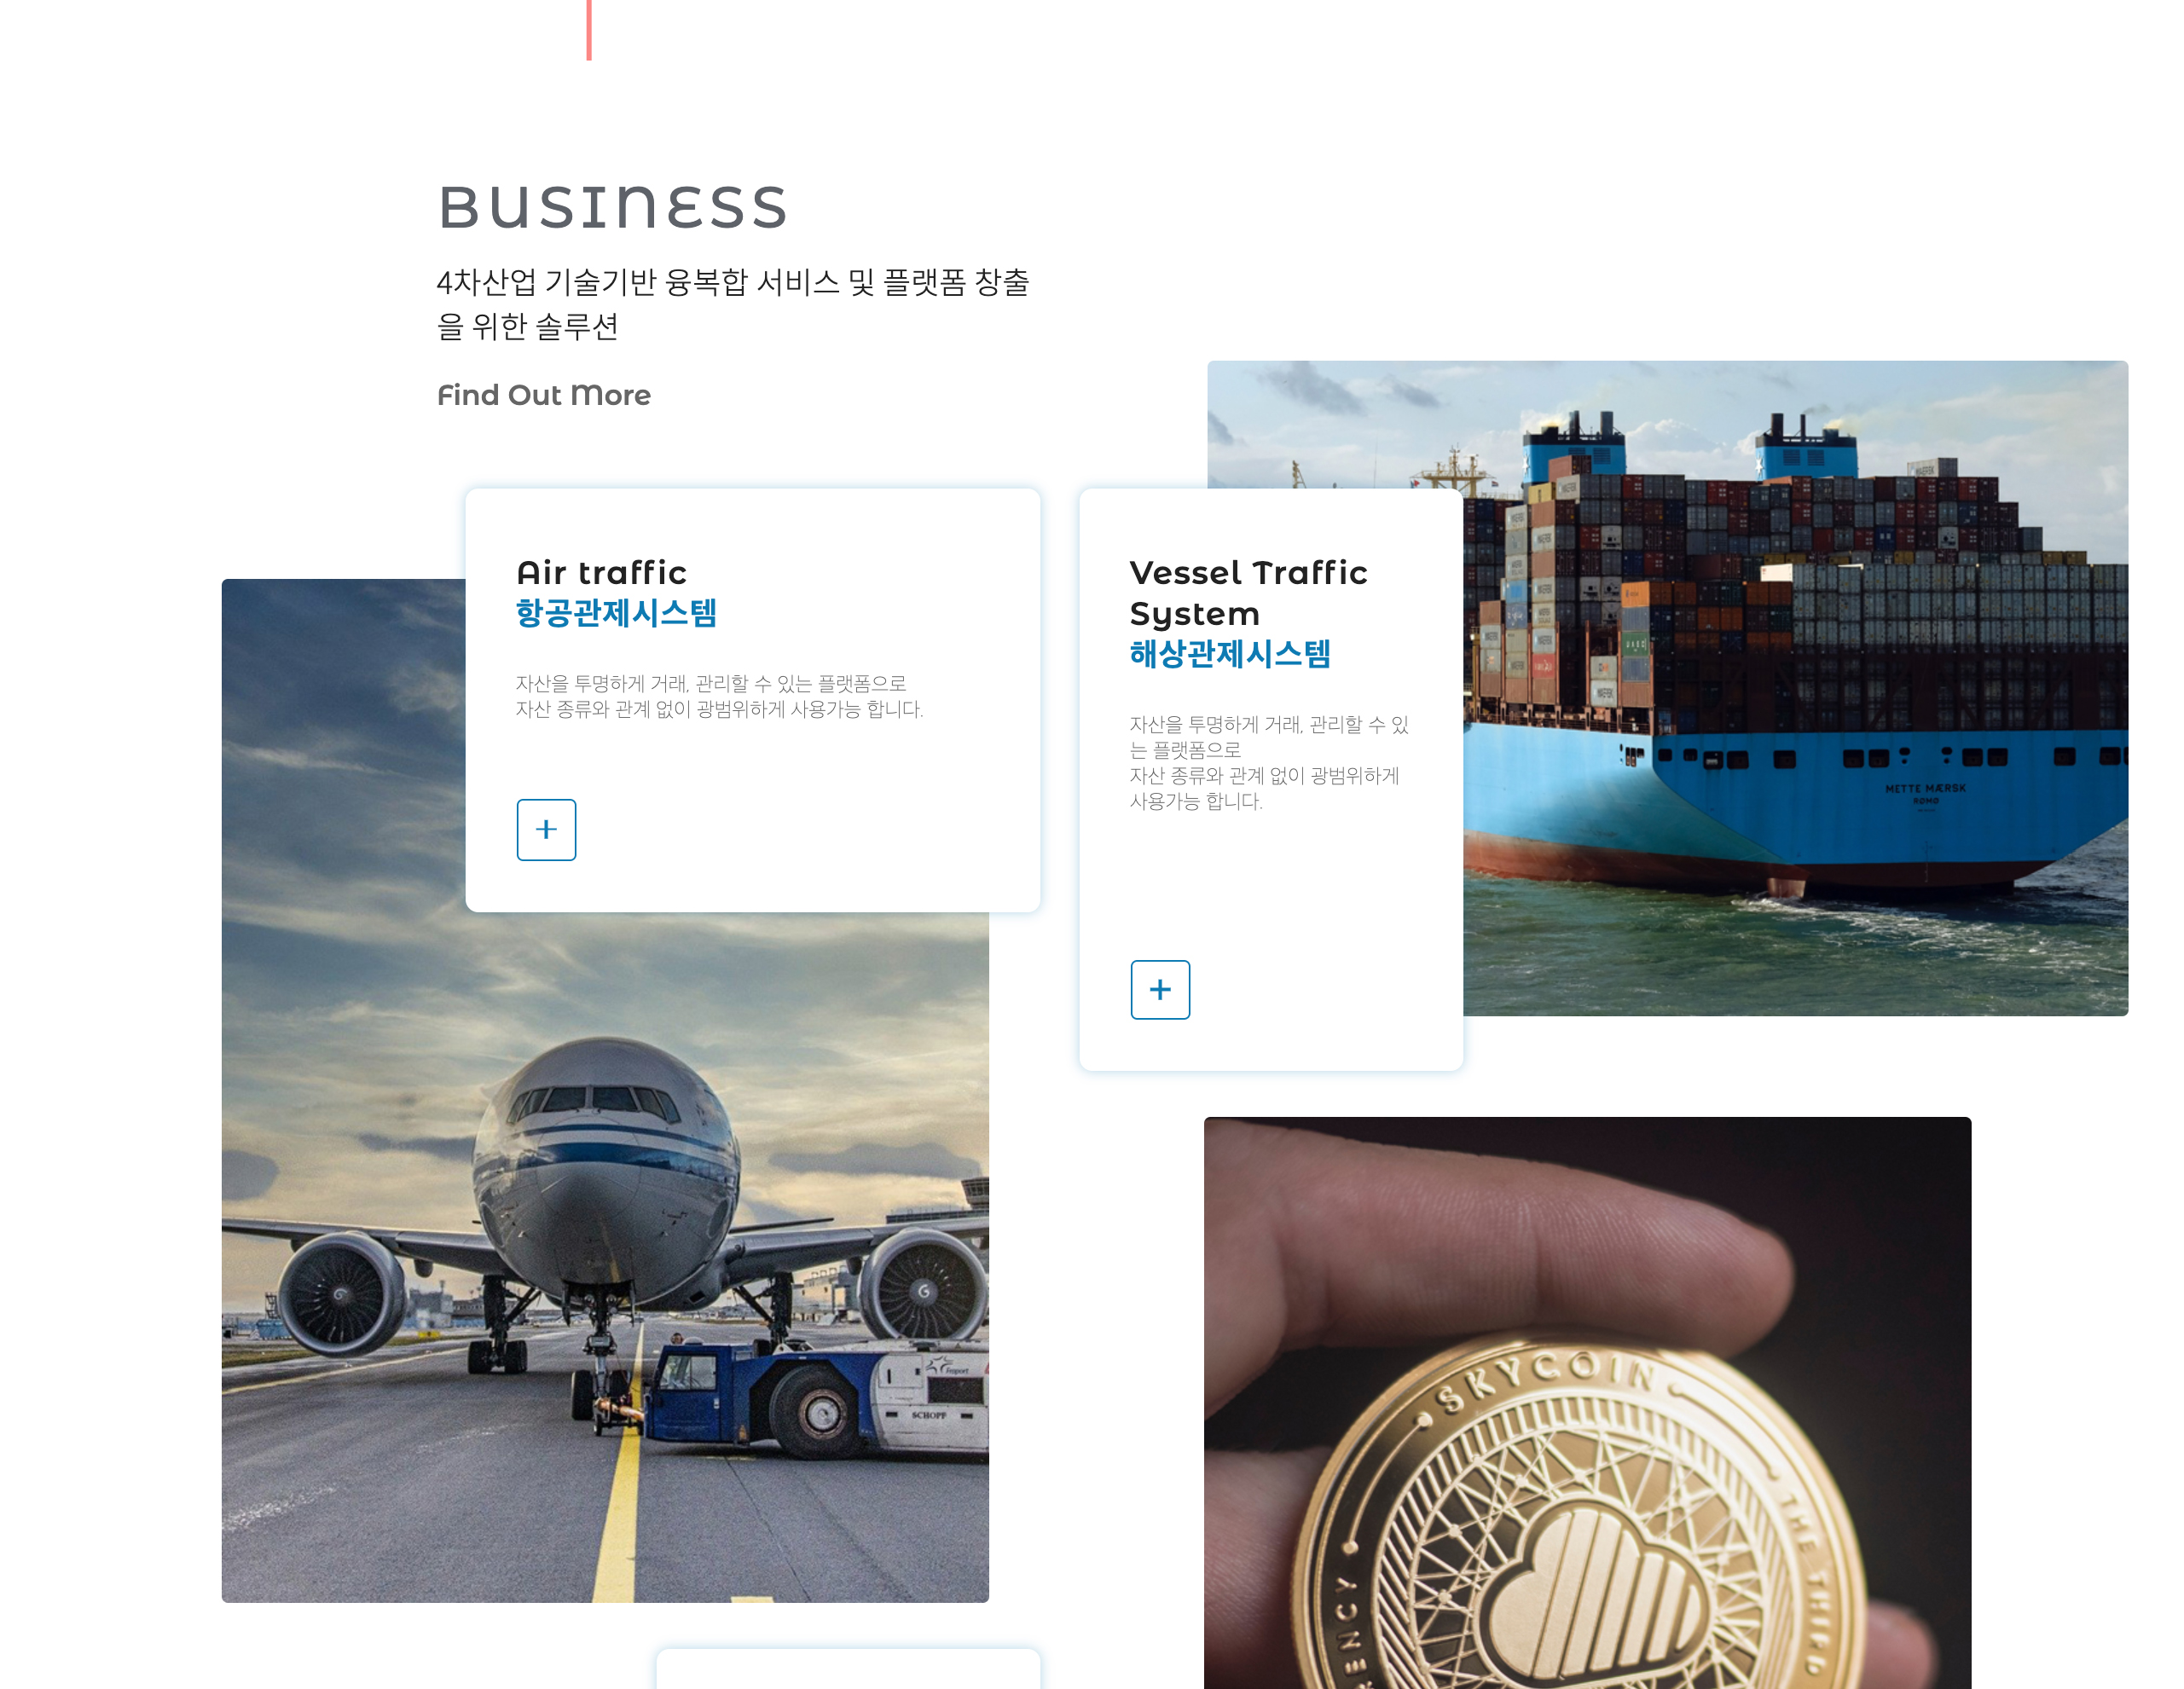 BUSINESS
4차산업 기술기반 융복합 서비스 및 플랫폼 창출
을 위한 솔루션
Find Out More
Air traffic
항공관제시스템
자산을 투명하게 거래, 관리할 수 있는 플랫폼으로
자산 종류와 관계 없이 광범위하게 사용가능 합니다.
+
Vessel Traffic
System
해상관제시스템
자산을 투명하게 거래, 관리할 수 있
는 플랫폼으로
자산 종류와 관계 없이 광범위하게
사용가능 합니다.
+
METTE MÆRSK
Fraport
SCHOPF
SKYCOIN
THE THIRD